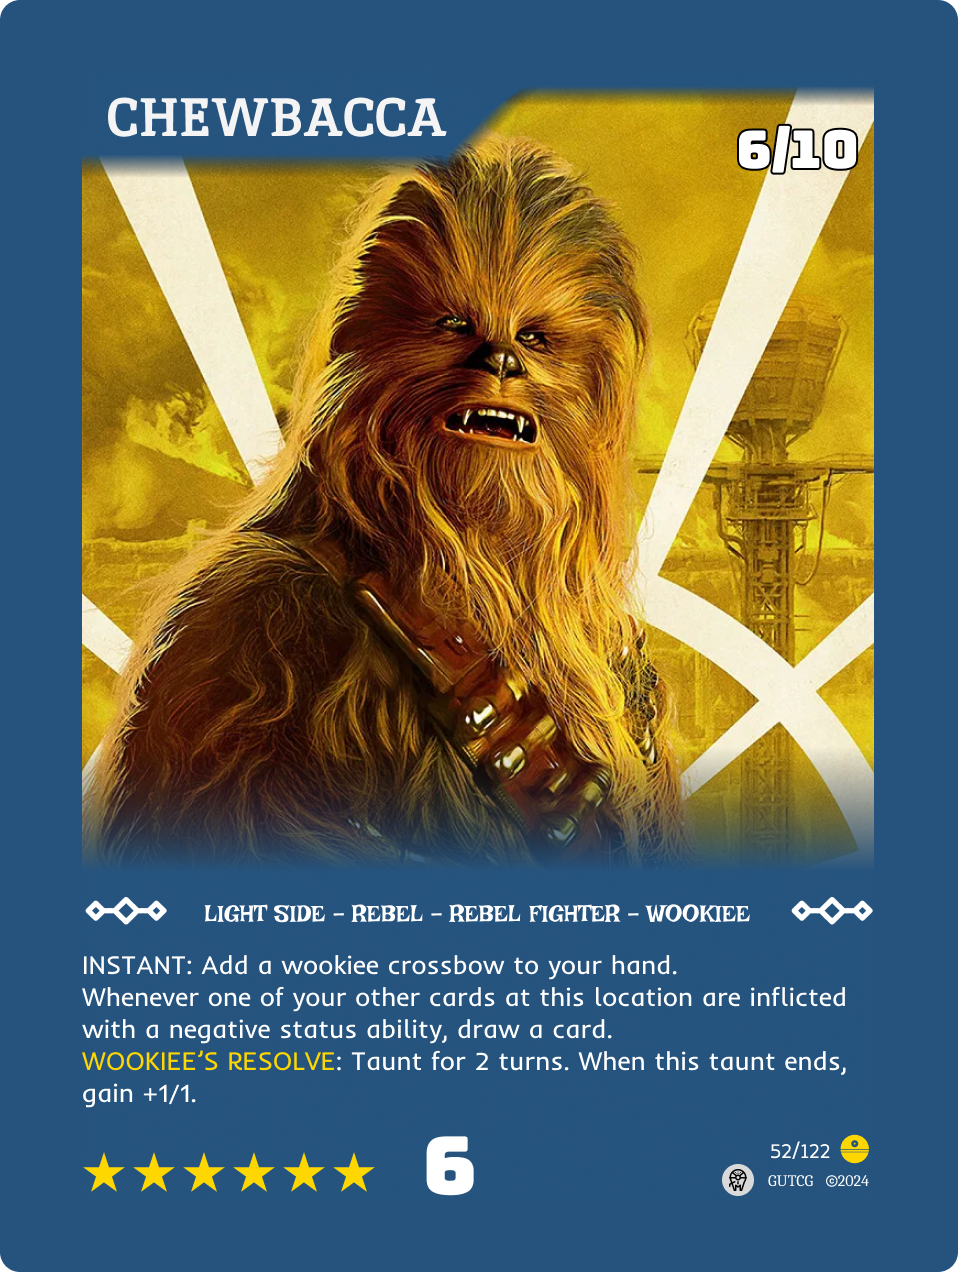 CHEWBACCA
6/10
LIGHT SIDE – REBEL – REBEL FIGHTER – WOOKIEE
INSTANT: Add a wookiee crossbow to your hand.
Whenever one of your other cards at this location are inflicted
with a negative status ability, draw a card.
WOOKIEE’S RESOLVE: Taunt for 2 turns. When this taunt ends,
gain +1/1.
6
52/122
GUTCG ©2024